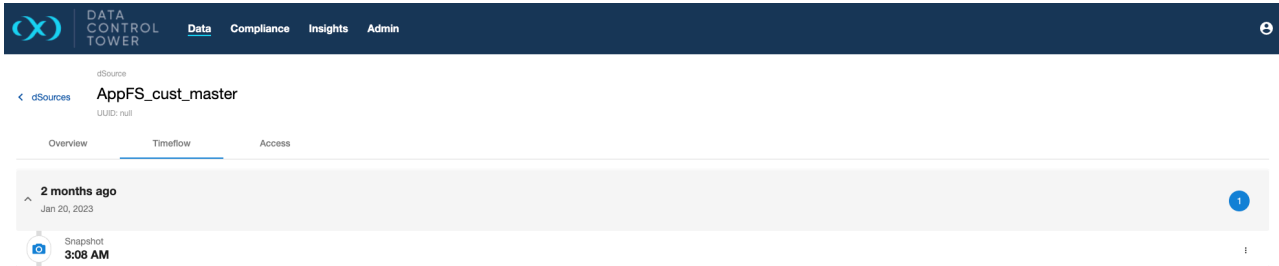 DATA
CONTROL
TOWER
Data Compliance Insights Admin
dSource
dSources
AppFS_cust_master
UUID: null
Overview Timeflow Access
2 months ago
1
Jan 20, 2023
Snapshot
3:08 AM